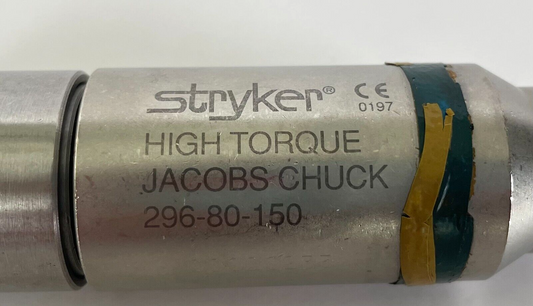 stryker® CE
0197
HIGH TORQUE
JACOBS CHUCK
296-80-150